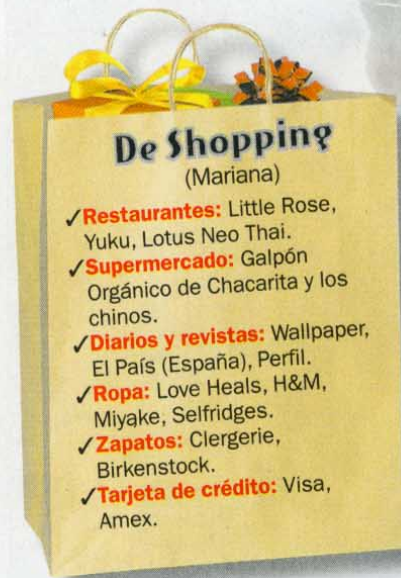 De Shopping
(Mariana)
✓Restaurantes: Little Rose,
Yuku, Lotus Neo Thai.
✓Supermercado: Galpón
Orgánico de Chacarita y los
chinos.
✓Diarios y revistas: Wallpaper,
El País (España), Perfil.
✓Ropa: Love Heals, H&M,
Miyake, Selfridges.
✓Zapatos: Clergerie,
Birkenstock.
✓Tarjeta de crédito: Visa,
Amex.